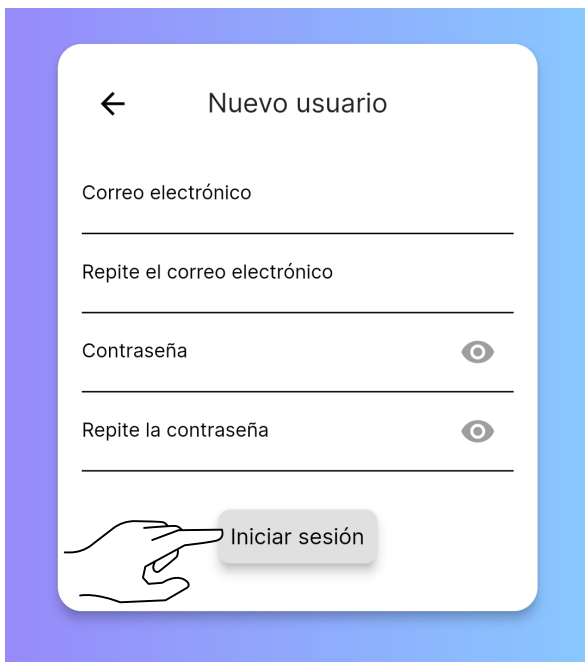 Nuevo usuario
Correo electrónico
Repite el correo electrónico
Contraseña
Repite la contraseña
Iniciar sesión